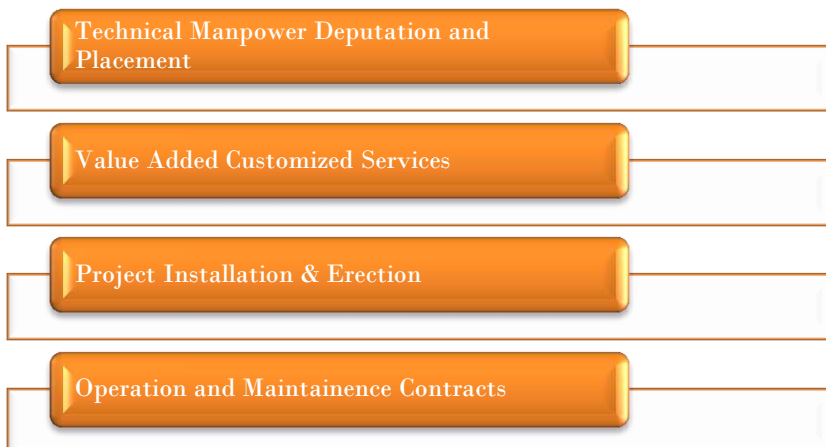 Technical Manpower Deputation and
Placement
Value Added Customized Services
Project Installation & Erection
Operation and Maintainence Contracts